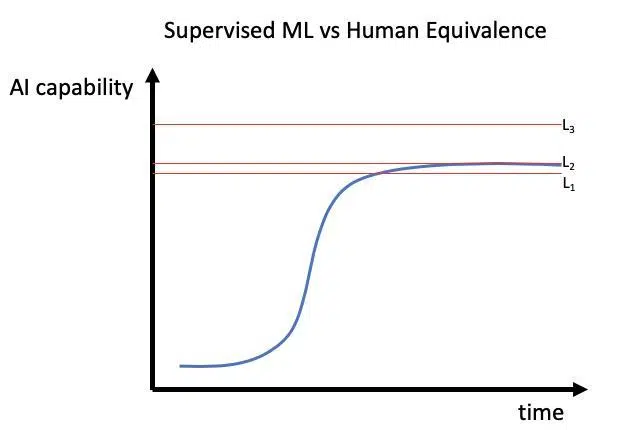 Supervised ML vs Human Equivalence
AI capability
L₃
L₂
L₁
time